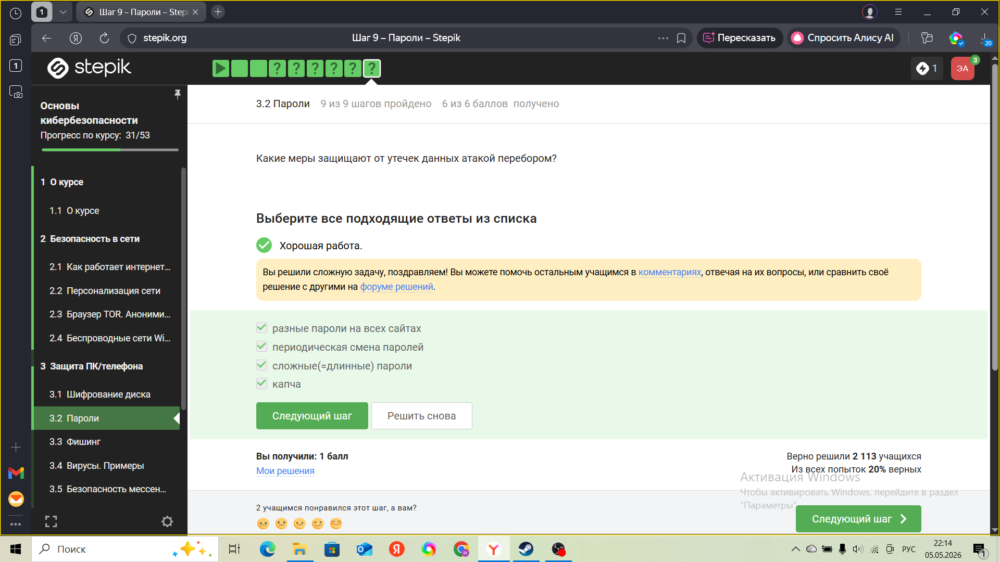 1
Шаг 9 – Пароли – Stepi
stepik.org
Шаг 9 – Пароли – Stepik
Пересказать
Спросить Алису AI
20
1
stepik
1
ЭА
3
Основы
кибербезопасности
Прогресс по курсу: 31/53
1 О курсе
1.1 О курсе
2 Безопасность в сети
2.1 Как работает интернет...
2.2 Персонализация сети
2.3 Браузер TOR. Аноними...
2.4 Беспроводные сети Wi...
3 Защита ПК/телефона
3.1 Шифрование диска
3.2 Пароли
3.3 Фишинг
3.4 Вирусы. Примеры
3.5 Безопасность мессен...
3.2 Пароли 9 из 9 шагов пройдено 6 из 6 баллов получено
Какие меры защищают от утечек данных атакой перебором?
Выберите все подходящие ответы из списка
Хорошая работа.
Вы решили сложную задачу, поздравляем! Вы можете помочь остальным учащимся в комментариях, отвечая на их вопросы, или сравнить своё
решение с другими на форуме решений.
разные пароли на всех сайтах
периодическая смена паролей
сложные(=длинные) пароли
капча
Следующий шаг
Решить снова
Вы получили: 1 балл
Мои решения
Верно решили 2 113 учащихся
Из всех попыток 20% верных
Активация Windows
Чтобы активировать Windows, перейдите в раздел
"Параметры".
2 учащимся понравился этот шаг, а вам?
Следующий шаг
Поиск
РУС
22:14
05.05.2026
1